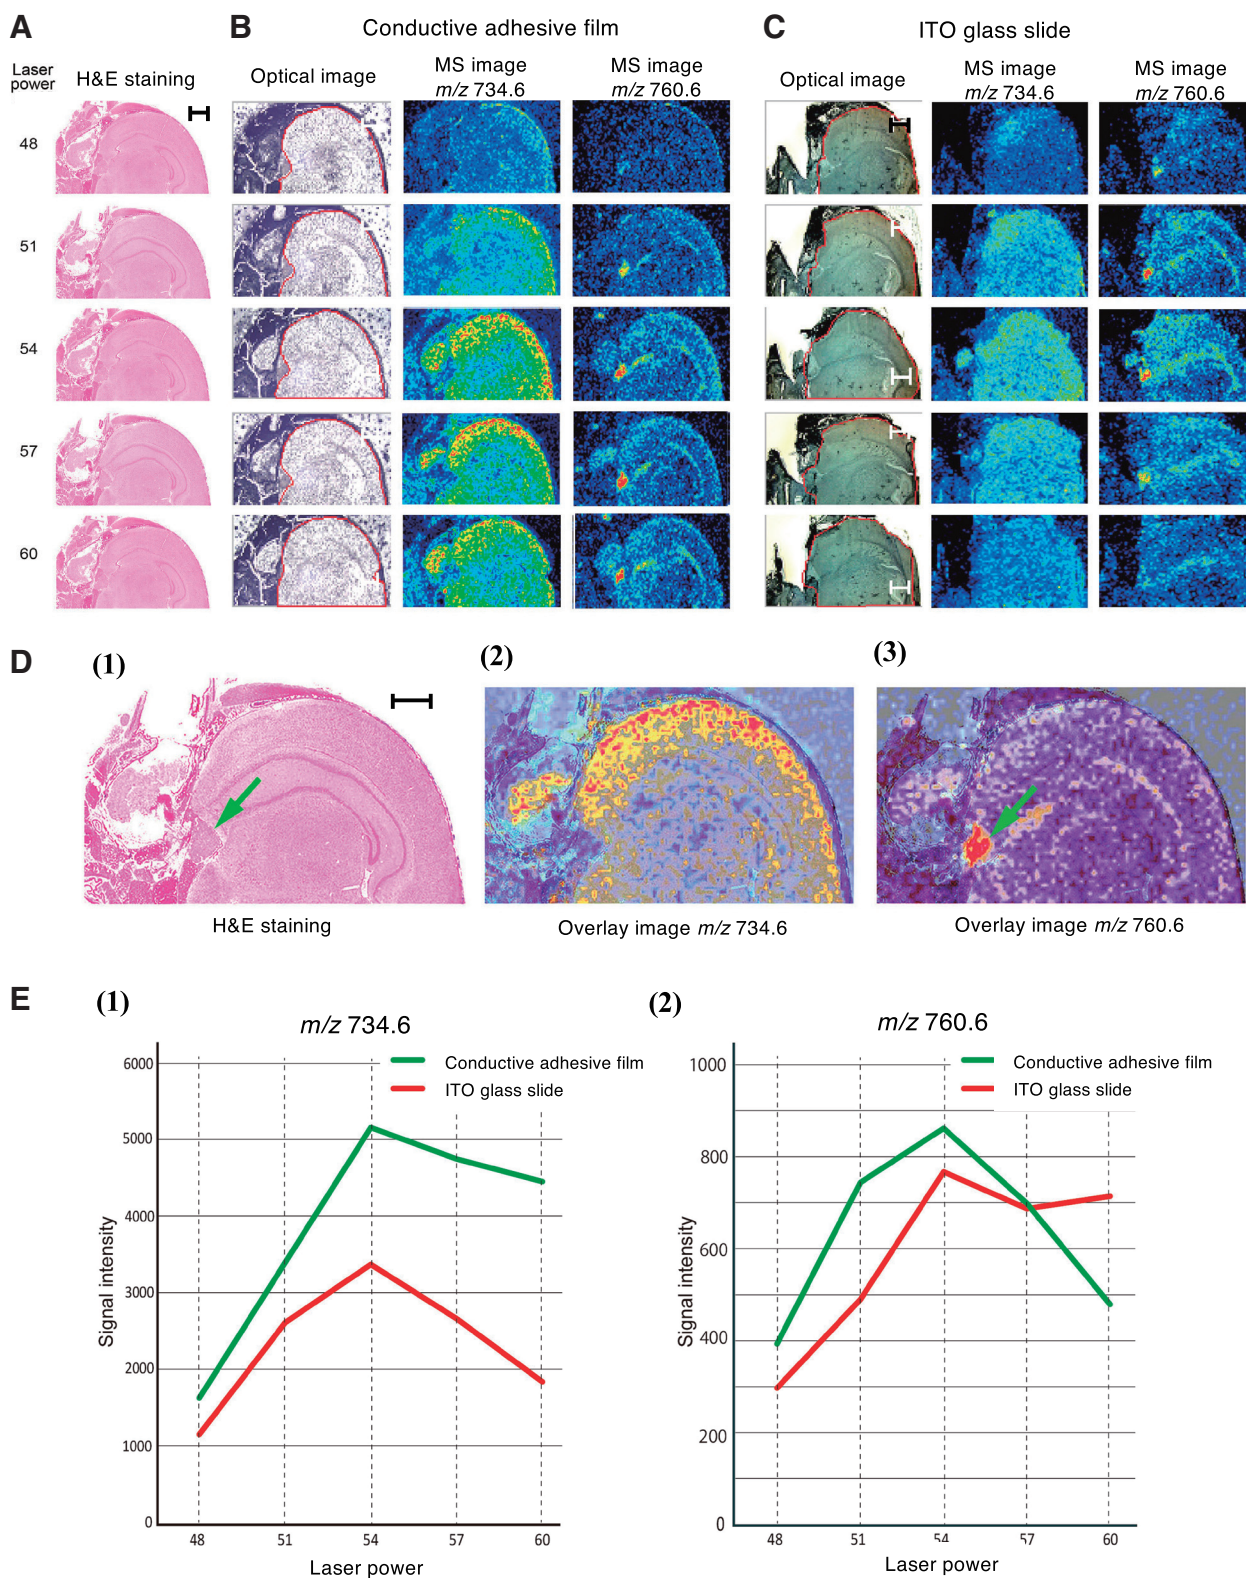 A
B
Conductive adhesive film
C
ITO glass slide
Laser
power
H&E staining
Optical image
MS image
m/z 734.6
MS image
m/z 760.6
Optical image
MS image
m/z 734.6
MS image
m/z 760.6
48
51
54
57
60
D
(1)
(2)
(3)
H&E staining
Overlay image m/z 734.6
Overlay image m/z 760.6
E
(1)
m/z 734.6
Conductive adhesive film
ITO glass slide
6000
5000
4000
3000
2000
1000
0
Signal intensity
48
51
54
57
60
Laser power
(2)
m/z 760.6
Conductive adhesive film
ITO glass slide
1000
800
600
400
200
0
Signal intensity
48
51
54
57
60
Laser power